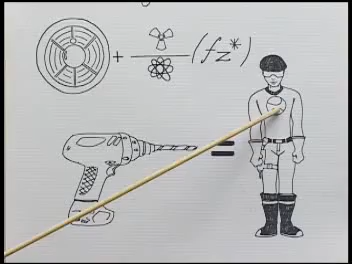 + (fz*)
=